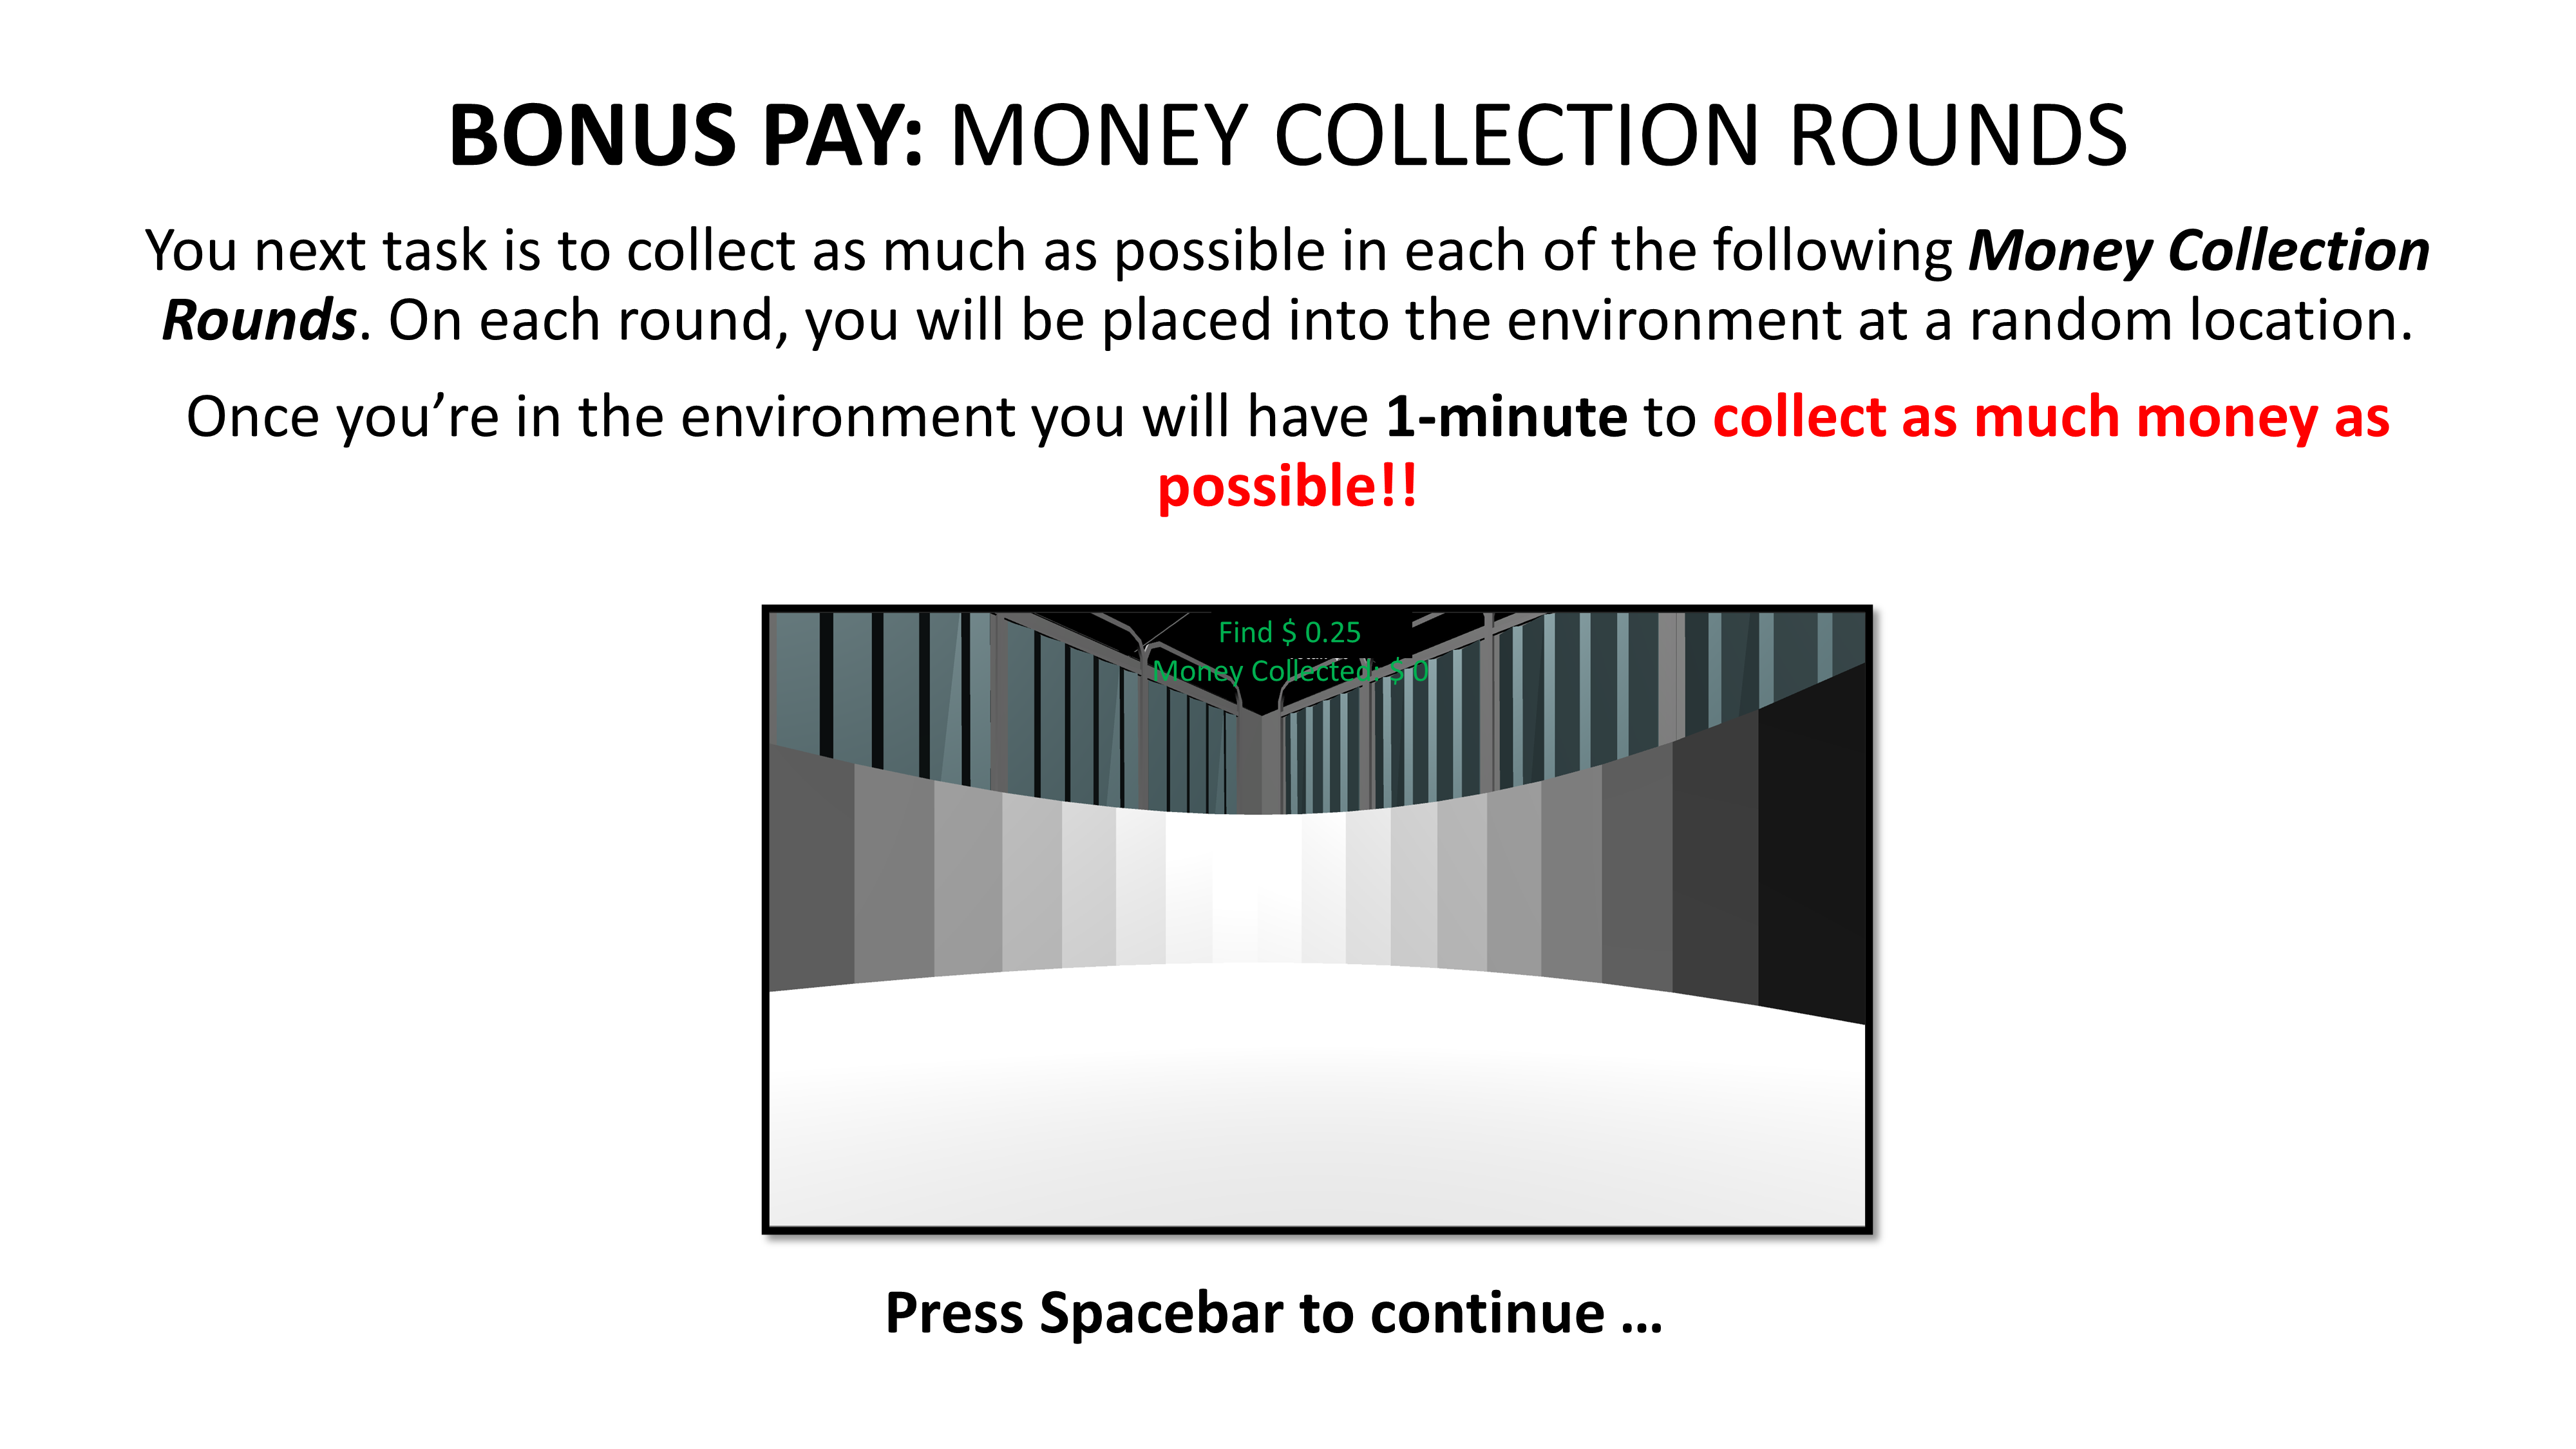 BONUS PAY: MONEY COLLECTION ROUNDS
You next task is to collect as much as possible in each of the following Money Collection
Rounds. On each round, you will be placed into the environment at a random location.
Once you’re in the environment you will have 1-minute to collect as much money as
possible!!
Find $ 0.25
Money Collected: $ 0
Press Spacebar to continue …